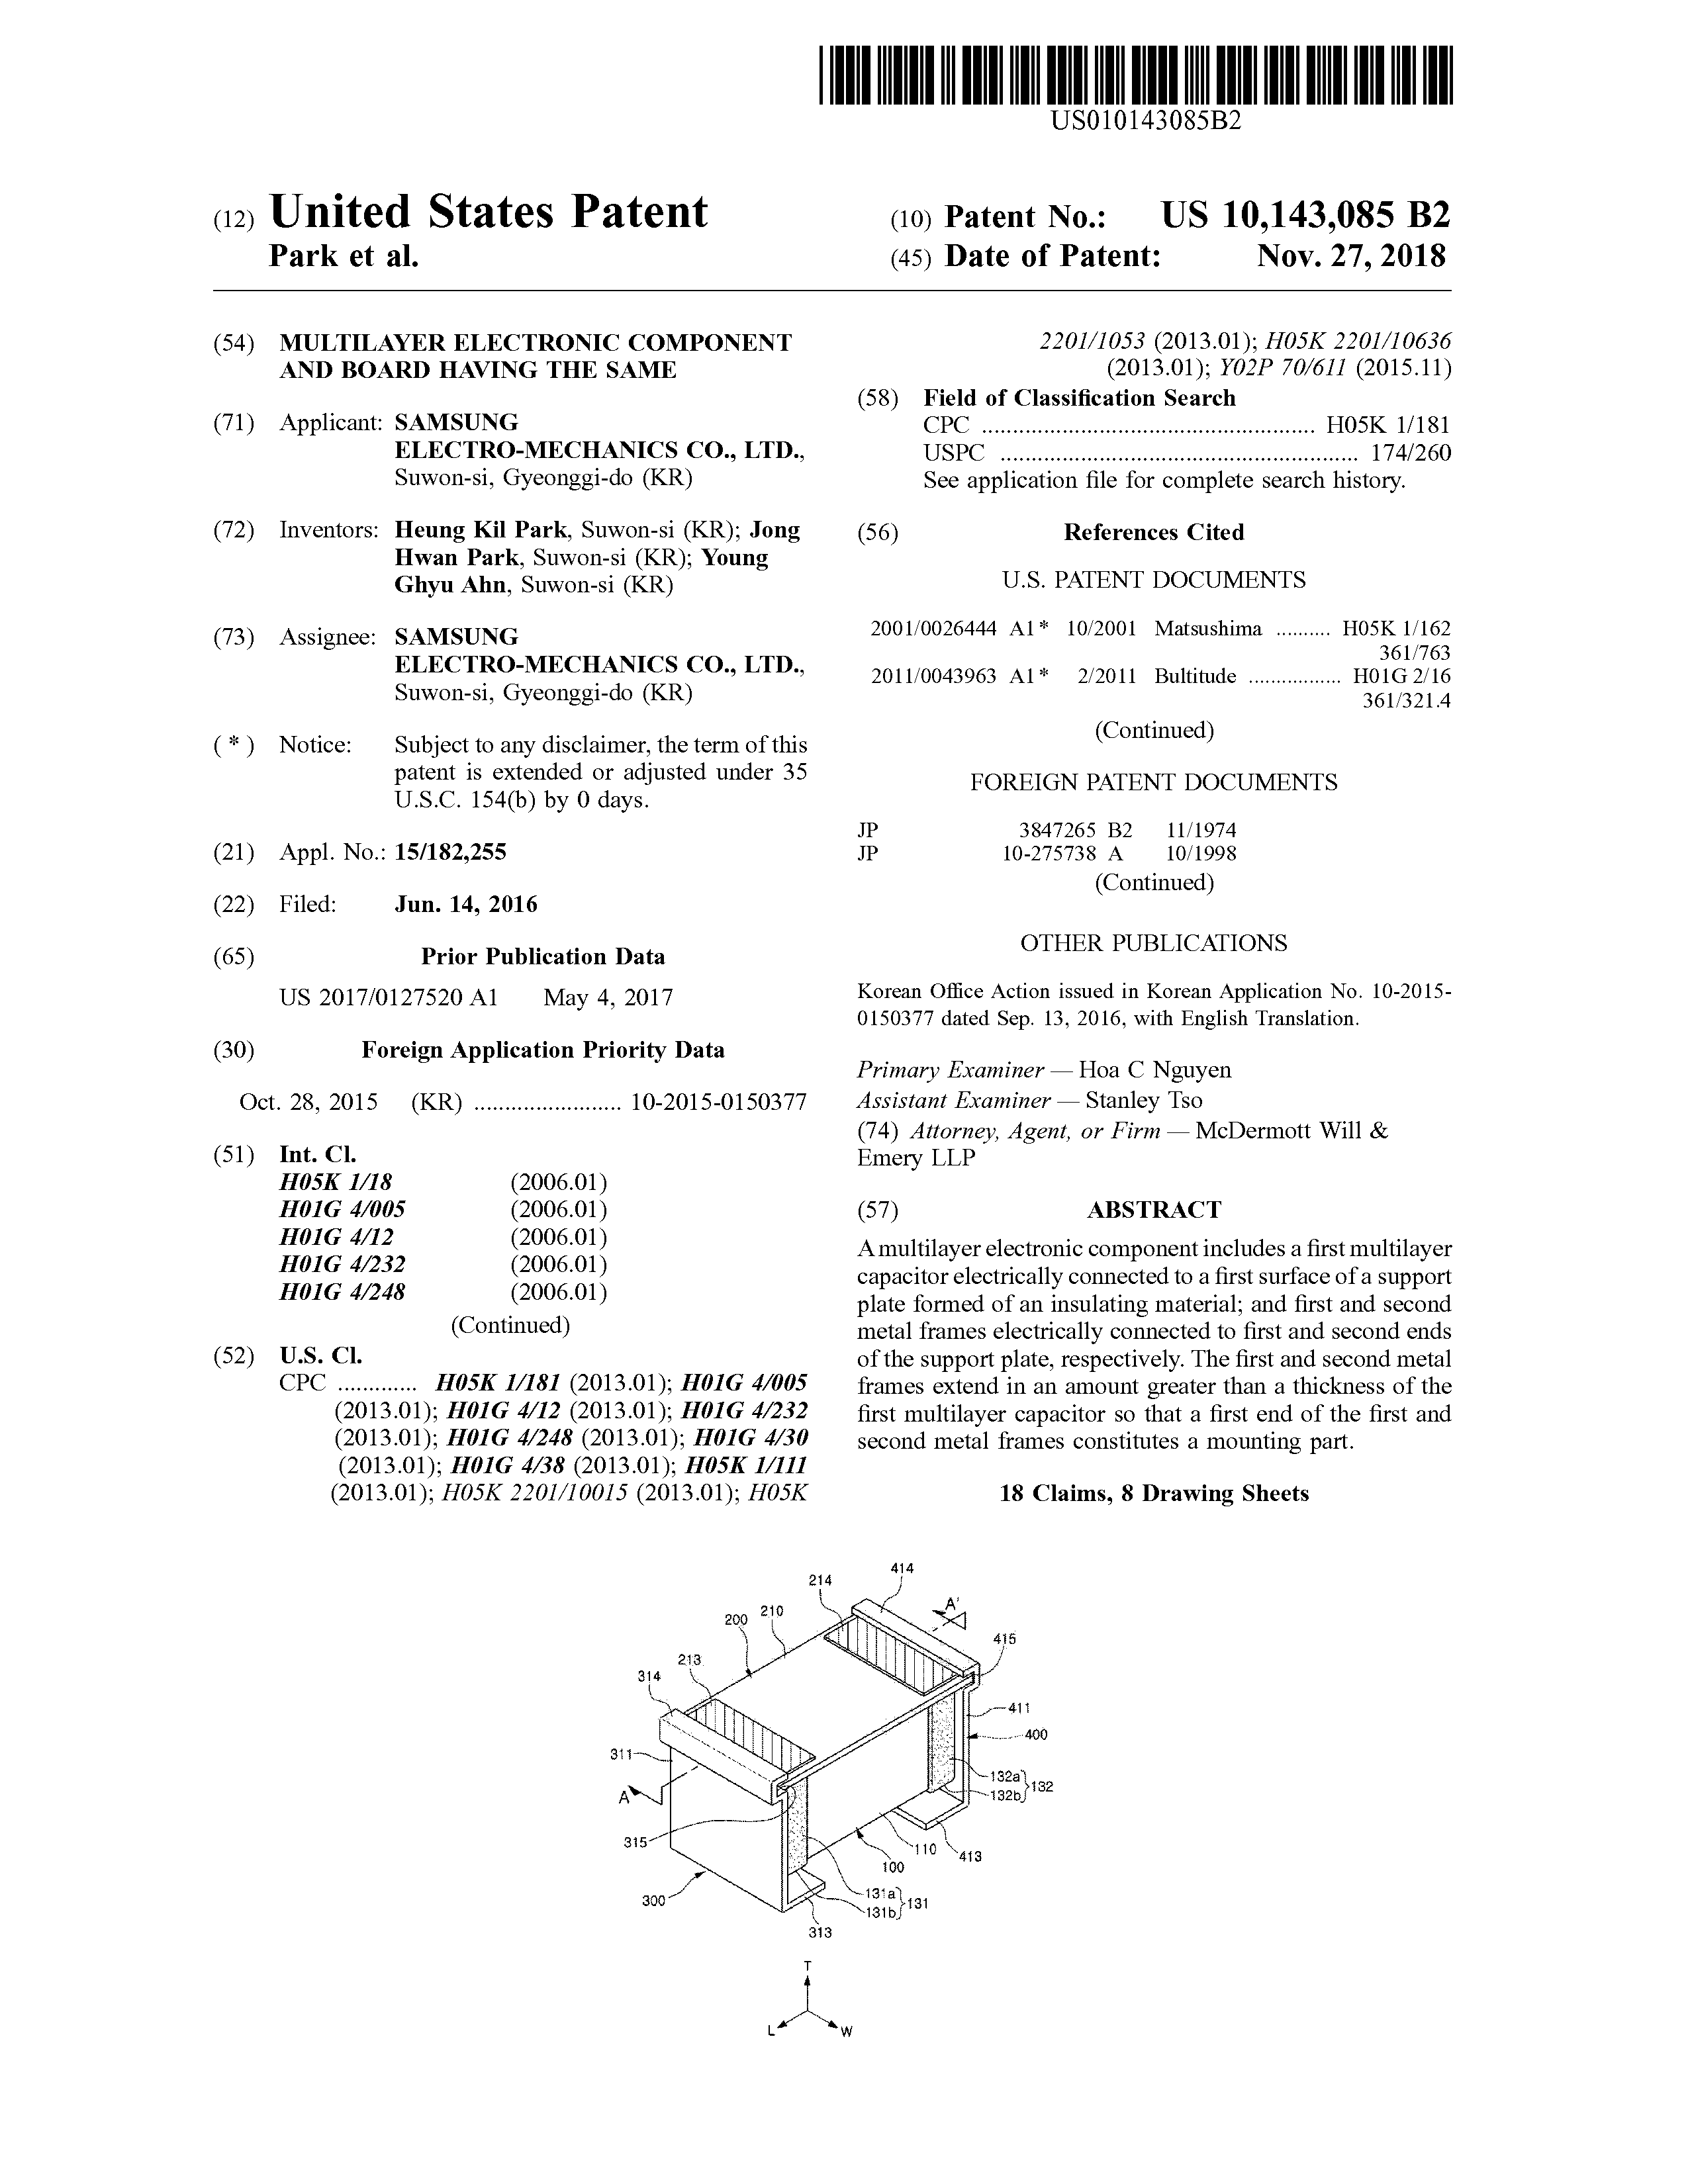 US010143085B2
(12) United States Patent
Park et al.
(10) Patent No.: US 10,143,085 B2
(45) Date of Patent: Nov. 27, 2018
(54) MULTILAYER ELECTRONIC COMPONENT
AND BOARD HAVING THE SAME
(71) Applicant: SAMSUNG
ELECTRO-MECHANICS CO., LTD.,
Suwon-si, Gyeonggi-do (KR)
(72) Inventors: Heung Kil Park, Suwon-si (KR); Jong
Hwan Park, Suwon-si (KR); Young
Ghyu Ahn, Suwon-si (KR)
(73) Assignee: SAMSUNG
ELECTRO-MECHANICS CO., LTD.,
Suwon-si, Gyeonggi-do (KR)
( * ) Notice: Subject to any disclaimer, the term of this
patent is extended or adjusted under 35
U.S.C. 154(b) by 0 days.
(21) Appl. No.: 15/182,255
(22) Filed: Jun. 14, 2016
(65) Prior Publication Data
US 2017/0127520 A1 May 4, 2017
(30) Foreign Application Priority Data
Oct. 28, 2015 (KR) ........................ 10-2015-0150377
(51) Int. Cl.
H05K 1/18 (2006.01)
H01G 4/005 (2006.01)
H01G 4/12 (2006.01)
H01G 4/232 (2006.01)
H01G 4/248 (2006.01)
(Continued)
(52) U.S. Cl.
CPC ............. H05K 1/181 (2013.01); H01G 4/005
(2013.01); H01G 4/12 (2013.01); H01G 4/232
(2013.01); H01G 4/248 (2013.01); H01G 4/30
(2013.01); H01G 4/38 (2013.01); H05K 1/111
(2013.01); H05K 2201/10015 (2013.01); H05K
2201/1053 (2013.01); H05K 2201/10636
(2013.01); Y02P 70/611 (2015.11)
(58) Field of Classification Search
CPC ...................................................... H05K 1/181
USPC .......................................................... 174/260
See application file for complete search history.
(56) References Cited
U.S. PATENT DOCUMENTS
2001/0026444 A1* 10/2001 Matsushima .......... H05K 1/162
361/763
2011/0043963 A1* 2/2011 Bultitude ................. H01G 2/16
361/321.4
(Continued)
FOREIGN PATENT DOCUMENTS
JP 3847265 B2 11/1974
JP 10-275738 A 10/1998
(Continued)
OTHER PUBLICATIONS
Korean Office Action issued in Korean Application No. 10-2015-
0150377 dated Sep. 13, 2016, with English Translation.
Primary Examiner — Hoa C Nguyen
Assistant Examiner — Stanley Tso
(74) Attorney, Agent, or Firm — McDermott Will &
Emery LLP
(57) ABSTRACT
A multilayer electronic component includes a first multilayer
capacitor electrically connected to a first surface of a support
plate formed of an insulating material; and first and second
metal frames electrically connected to first and second ends
of the support plate, respectively. The first and second metal
frames extend in an amount greater than a thickness of the
first multilayer capacitor so that a first end of the first and
second metal frames constitutes a mounting part.
18 Claims, 8 Drawing Sheets
414
214
A'
210
200
415
213
314
411
400
311
132a
132
132b
A
315
110
413
100
131a
131
300
131b
313
T
L
W